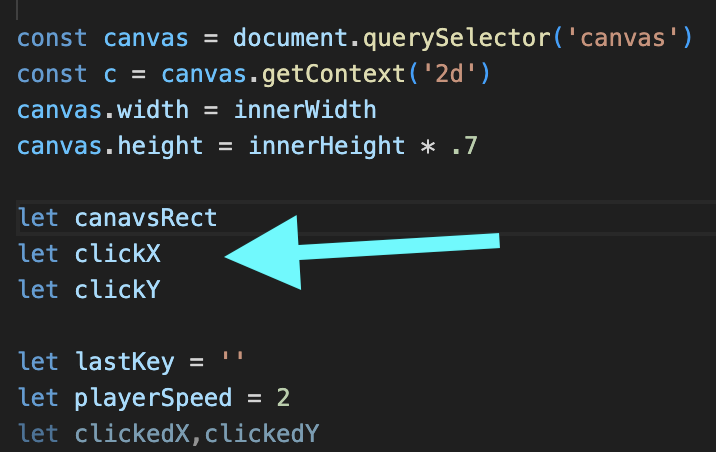 const canvas = document.querySelector('canvas')
const c = canvas.getContext('2d')
canvas.width = innerWidth
canvas.height = innerHeight * .7
let canavsRect
let clickX
let clickY
let lastKey = ''
let playerSpeed = 2
let clickedX,clickedY